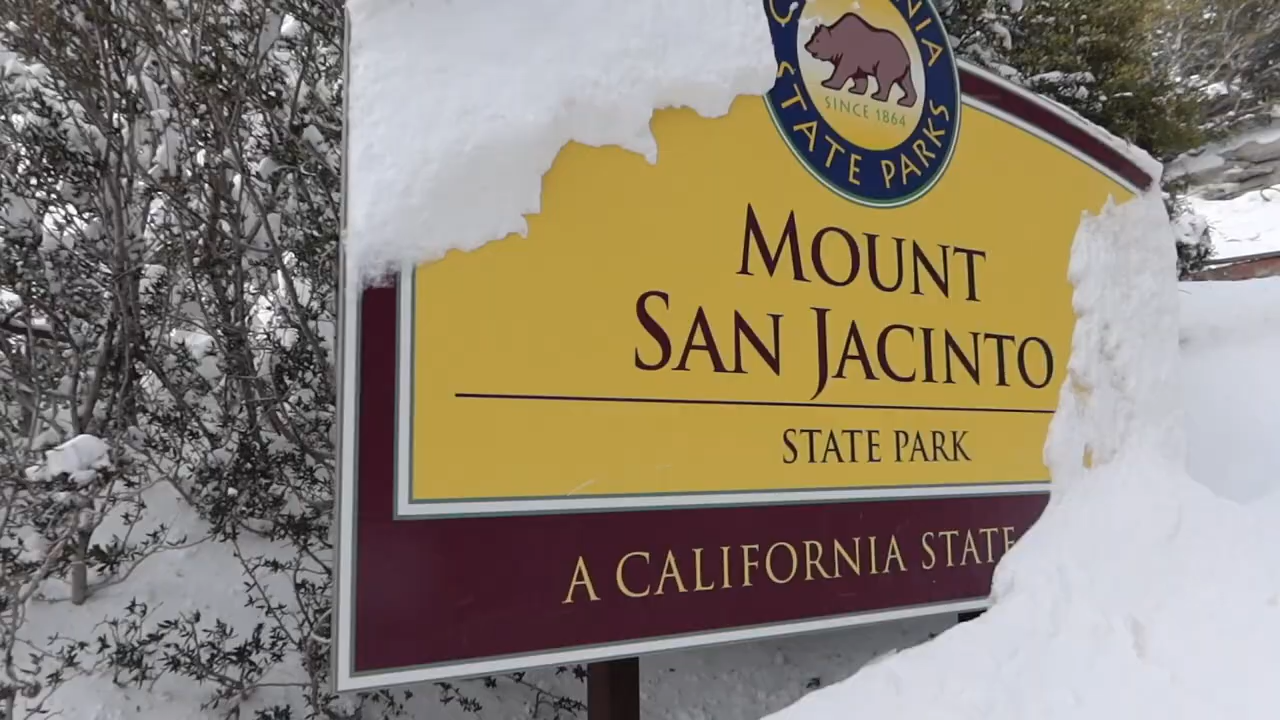 STATE PARKS
SINCE 1864
MOUNT
SAN JACINTO
STATE PARK
A CALIFORNIA STATE